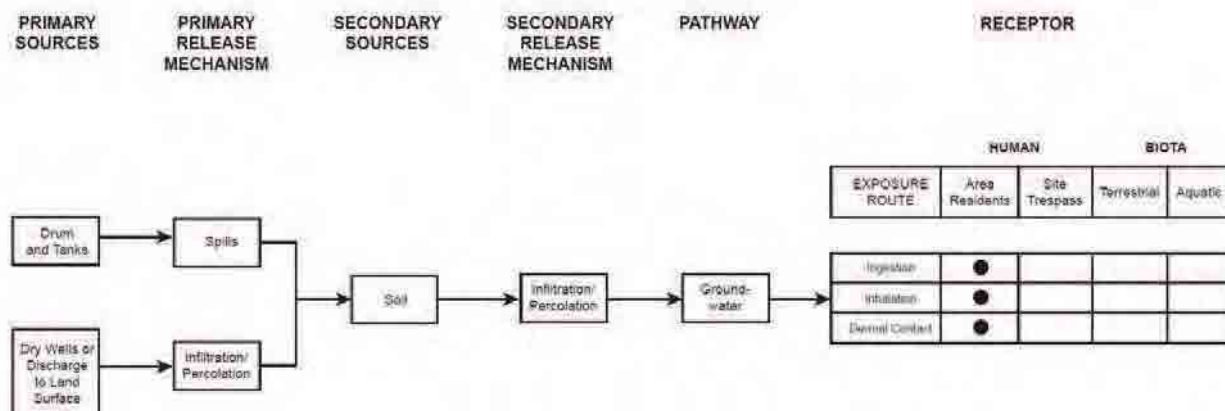 PRIMARY
SOURCES
PRIMARY
RELEASE
MECHANISM
SECONDARY
SOURCES
SECONDARY
RELEASE
MECHANISM
PATHWAY
RECEPTOR
HUMAN
BIOTA
EXPOSURE
ROUTE
Area
Residents
Site
Trespass
Terrestrial
Aquatic
Drum
and Tanks
Spills
Soil
Infiltration/
Percolation
Ground-
water
Ingestion
Inhalation
Dermal Contact
Dry Wells or
Discharge
to Land
Surface
Infiltration/
Percolation